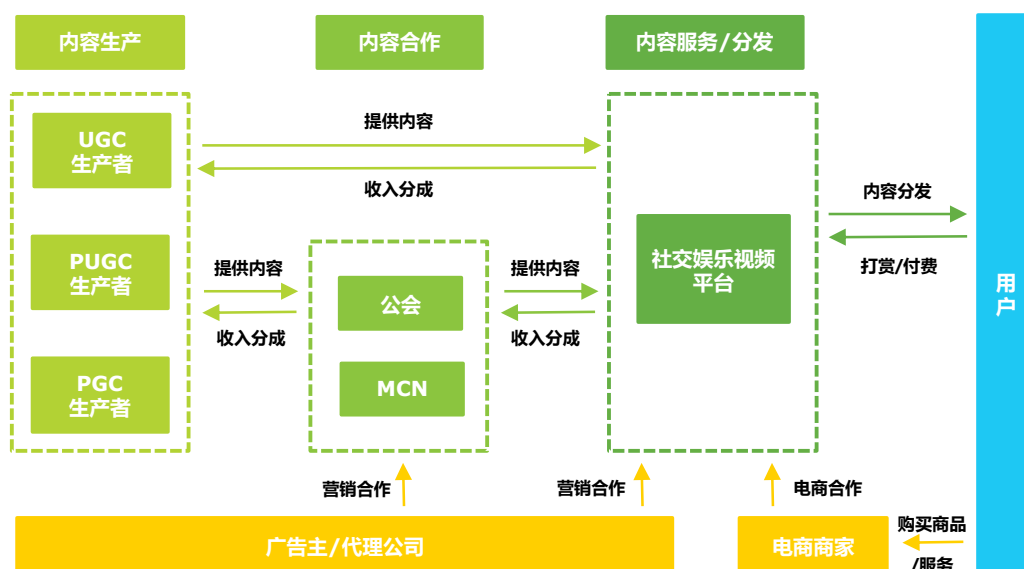 内容生产
内容合作
内容服务/分发
UGC
生产者
提供内容
收入分成
内容分发
PUGC
生产者
提供内容
提供内容
社交娱乐视频
平台
打赏/付费
用
户
公会
收入分成
收入分成
PGC
生产者
MCN
营销合作
营销合作
电商合作
广告主/代理公司
电商商家
购买商品
/服务